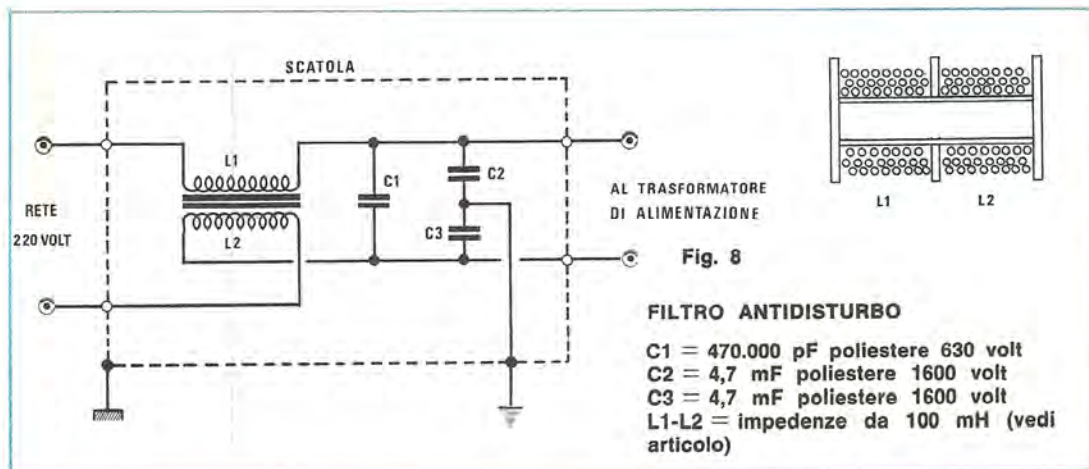 SCATOLA
L1
L2
RETE
220 VOLT
C1
C2
C3
AL TRASFORMATORE
DI ALIMENTAZIONE
L1
L2
Fig. 8
FILTRO ANTIDISTURBO
C1 = 470.000 pF poliestere 630 volt
C2 = 4,7 mF poliestere 1600 volt
C3 = 4,7 mF poliestere 1600 volt
L1-L2 = impedenze da 100 mH (vedi
articolo)